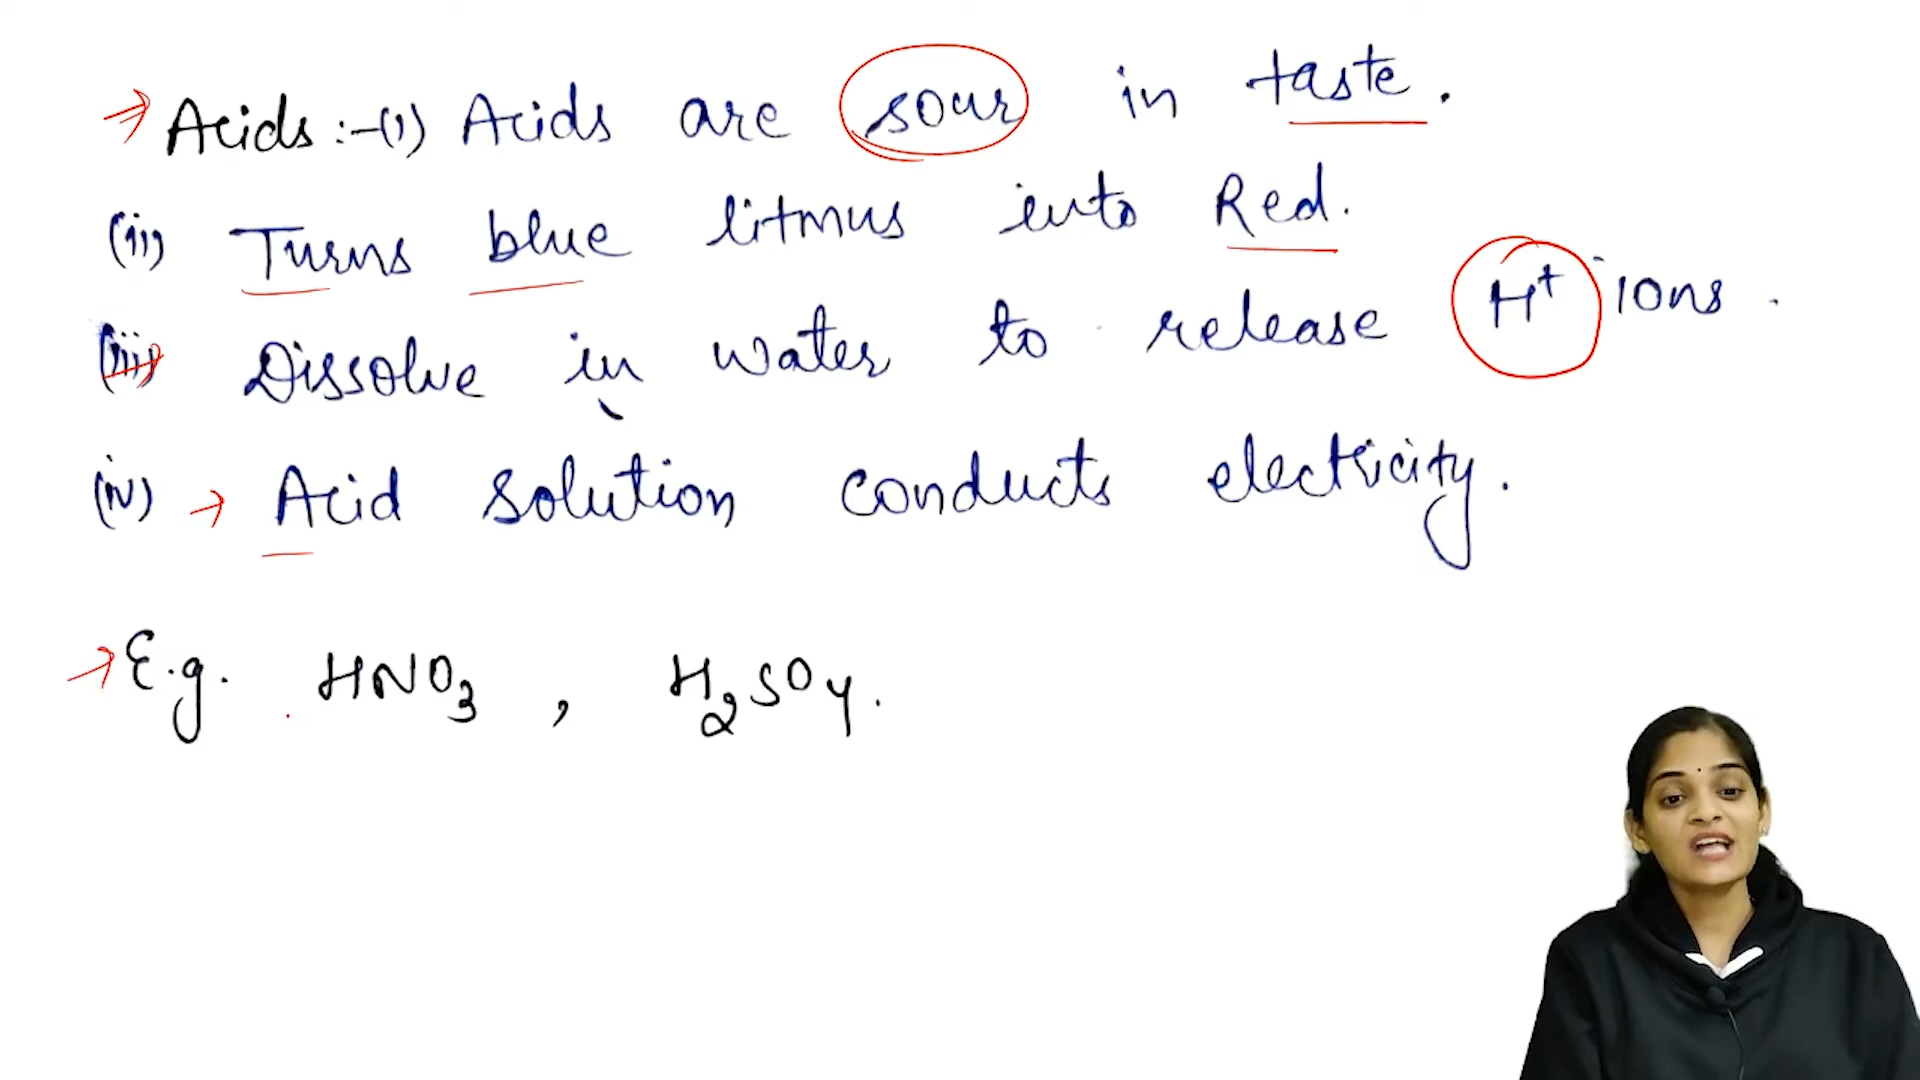 ⇒ Acids :-(i) Acids are sour in taste.
(ii) Turns blue litmus into Red.
(iii) Dissolve in water to release H⁺ ions.
(iv) → Acid solution conducts electricity.
→ E.g. HNO₃, H₂SO₄.